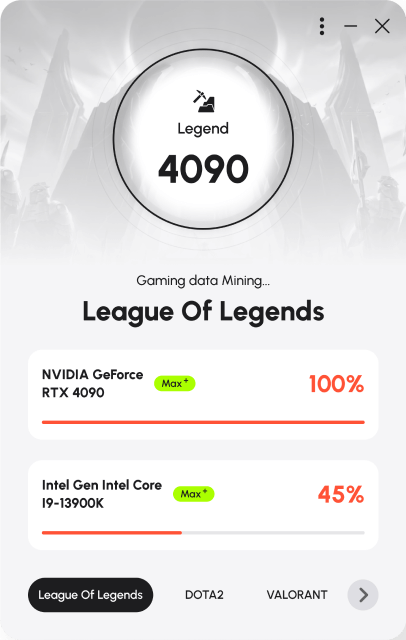 Legend
4090
Gaming data Mining...
League Of Legends
NVIDIA GeForce
RTX 4090
Max+
100%
Intel Gen Intel Core
I9-13900K
Max+
45%
League Of Legends
DOTA2
VALORANT